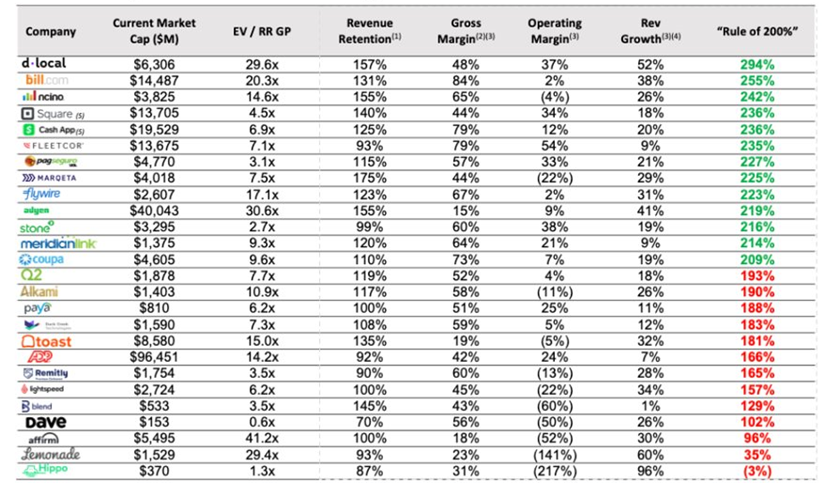 Company Current Market Cap ($M) EV / RR GP Revenue Retention(1) Gross Margin(2)(3) Operating Margin(3) Rev Growth(3)(4) “Rule of 200%”
d·local $6,306 29.6x 157% 48% 37% 52% 294%
bill.com $14,487 20.3x 131% 84% 2% 38% 255%
ncino $3,825 14.6x 155% 65% (4%) 26% 242%
Square (5) $13,705 4.5x 140% 44% 34% 18% 236%
Cash App (5) $19,529 6.9x 125% 79% 12% 20% 236%
FLEETCOR $13,675 7.1x 93% 79% 54% 9% 235%
pagseguro $4,770 3.1x 115% 57% 33% 21% 227%
MARQETA $4,018 7.5x 175% 44% (22%) 29% 225%
flywire $2,607 17.1x 123% 67% 2% 31% 223%
adyen $40,043 30.6x 155% 15% 9% 41% 219%
stone $3,295 2.7x 99% 60% 38% 19% 216%
meridianlink $1,375 9.3x 120% 64% 21% 9% 214%
coupa $4,605 9.6x 110% 73% 7% 19% 209%
Q2 $1,878 7.7x 119% 52% 4% 18% 193%
Alkami $1,403 10.9x 117% 58% (11%) 26% 190%
paya $810 6.2x 100% 51% 25% 11% 188%
$1,590 7.3x 108% 59% 5% 12% 183%
toast $8,580 15.0x 135% 19% (5%) 32% 181%
ADP $96,451 14.2x 92% 42% 24% 7% 166%
Remitly $1,754 3.5x 90% 60% (13%) 28% 165%
lightspeed $2,724 6.2x 100% 45% (22%) 34% 157%
blend $533 3.5x 145% 43% (60%) 1% 129%
DAVE $153 0.6x 70% 56% (50%) 26% 102%
affirm $5,495 41.2x 100% 18% (52%) 30% 96%
Lemonade $1,529 29.4x 93% 23% (141%) 60% 35%
Hippo $370 1.3x 87% 31% (217%) 96% (3%)